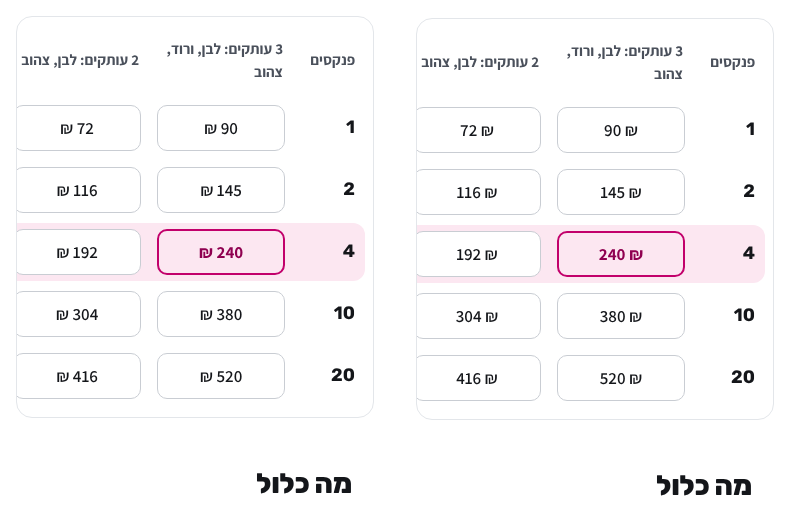 פנקסים
3 עותקים: לבן, ורוד,
צהוב
2 עותקים: לבן, צהוב
1 ₪ 90 ₪ 72
2 ₪ 145 ₪ 116
4 ₪ 240 ₪ 192
10 ₪ 380 ₪ 304
20 ₪ 520 ₪ 416
מה כלול
פנקסים
3 עותקים: לבן, ורוד,
צהוב
2 עותקים: לבן, צהוב
1 90 ₪ 72 ₪
2 145 ₪ 116 ₪
4 240 ₪ 192 ₪
10 380 ₪ 304 ₪
20 520 ₪ 416 ₪
מה כלול